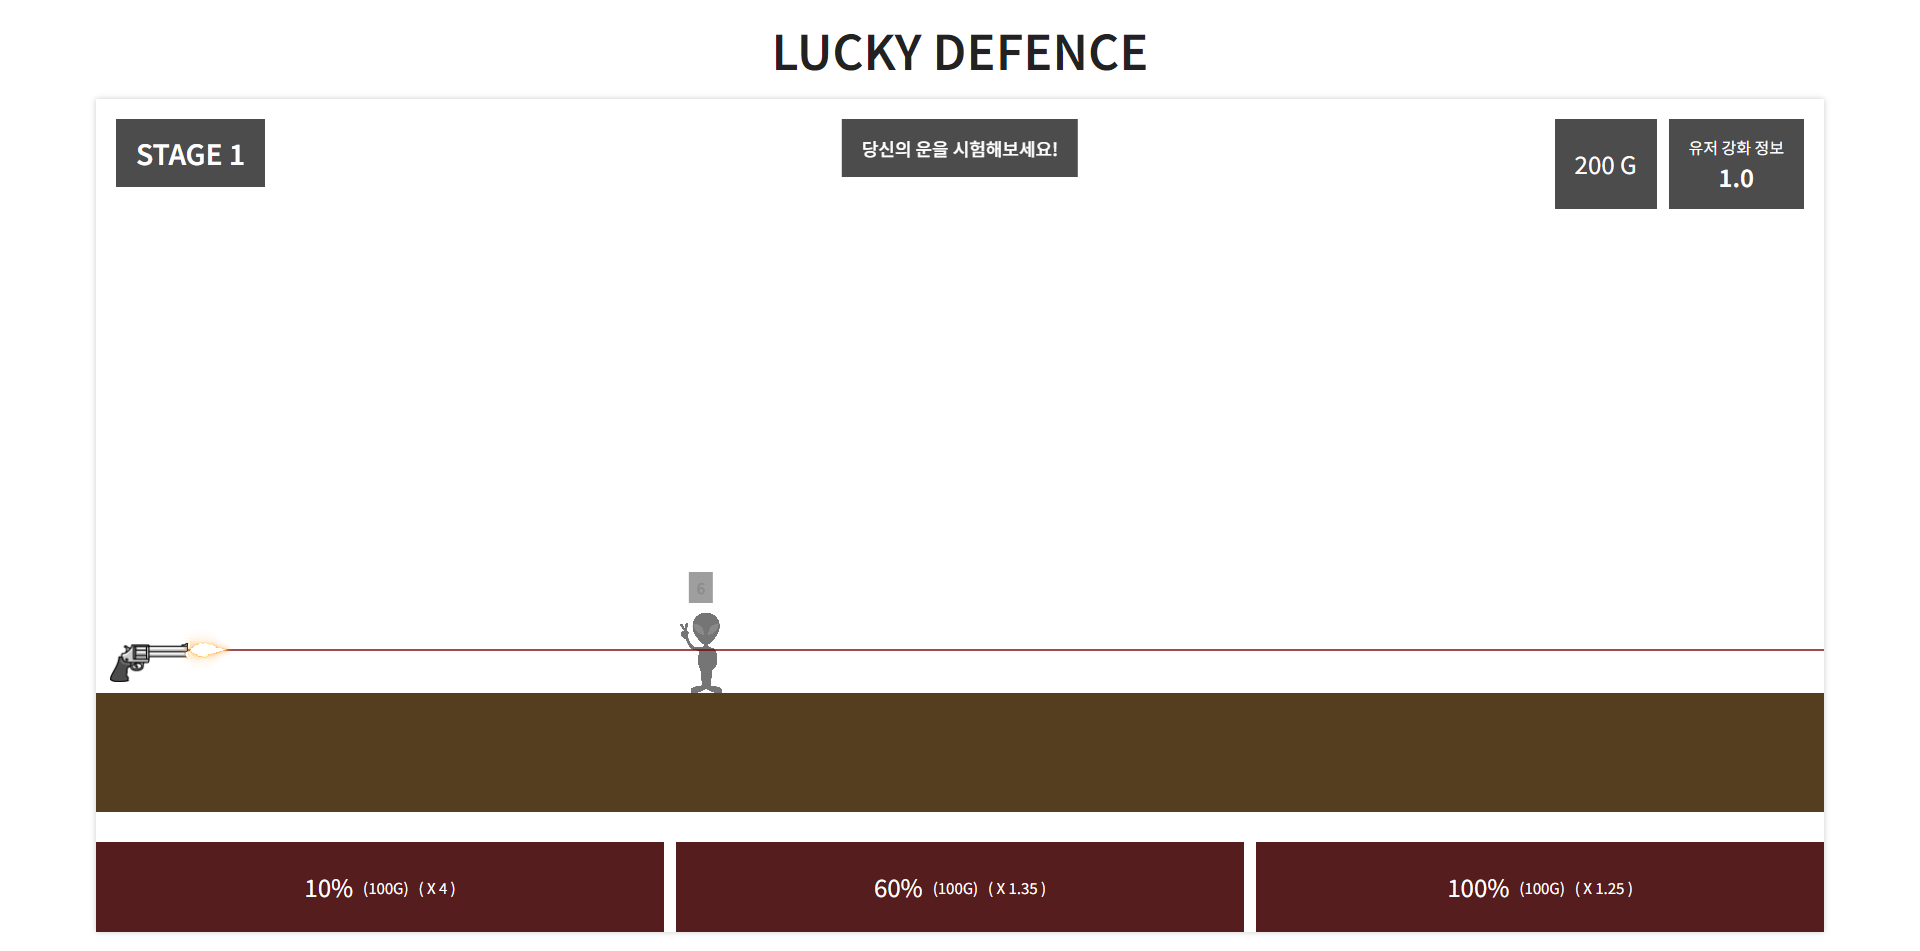 LUCKY DEFENCE
STAGE 1
당신의 운을 시험해보세요!
200 G
유저 강화 정보
1.0
6
10% (100G) ( X 4 )
60% (100G) ( X 1.35 )
100% (100G) ( X 1.25 )